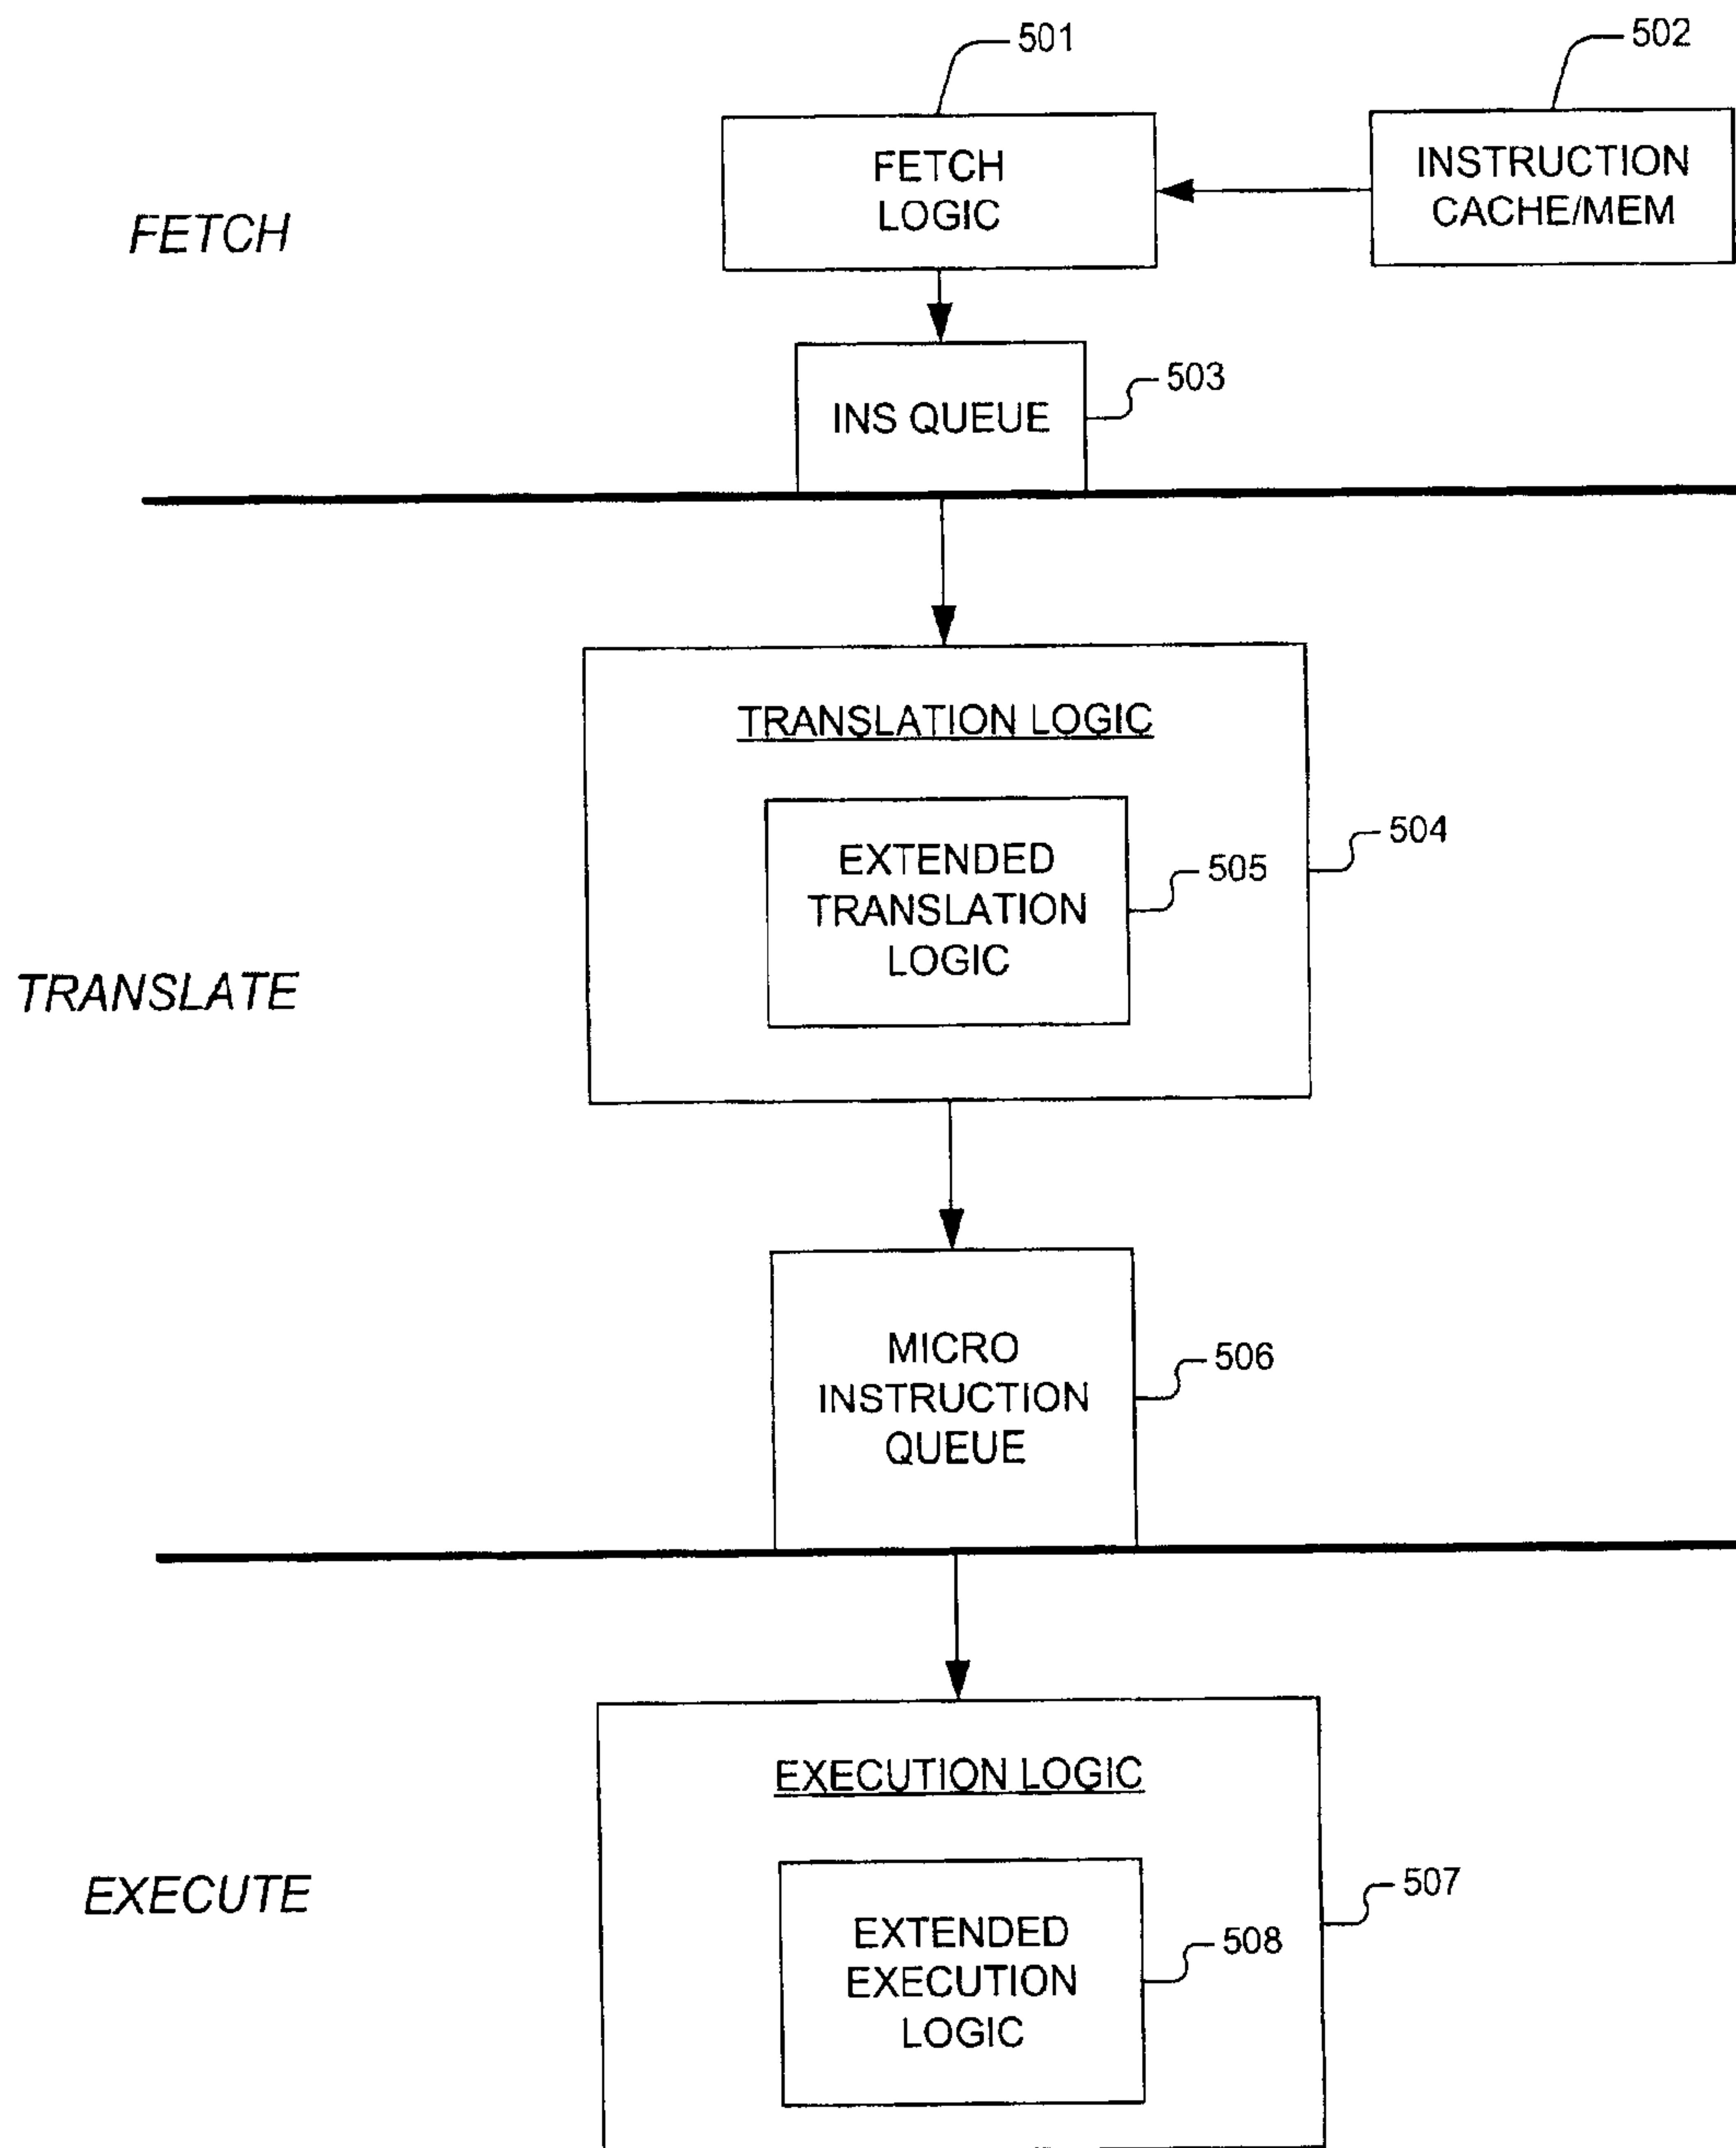 501
502
FETCH
LOGIC
INSTRUCTION
CACHE/MEM
FETCH
503
INS QUEUE
TRANSLATION LOGIC
504
EXTENDED
TRANSLATION
LOGIC
505
TRANSLATE
MICRO
INSTRUCTION
QUEUE
506
EXECUTION LOGIC
507
EXECUTE
EXTENDED
EXECUTION
LOGIC
508